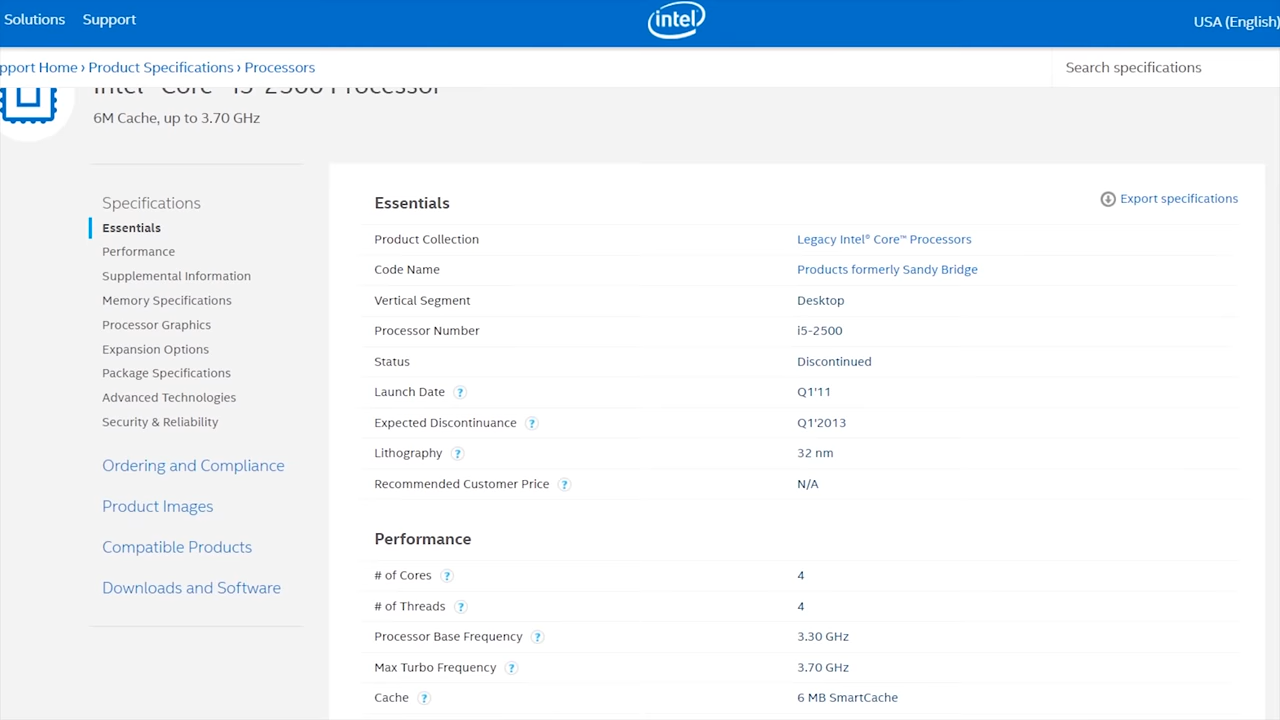 Solutions Support intel USA (English)
pport Home › Product Specifications › Processors Search specifications
Intel® Core™ i5-2500 Processor
6M Cache, up to 3.70 GHz
Specifications
Essentials
Performance
Supplemental Information
Memory Specifications
Processor Graphics
Expansion Options
Package Specifications
Advanced Technologies
Security & Reliability
Ordering and Compliance
Product Images
Compatible Products
Downloads and Software
Essentials Export specifications
Product Collection Legacy Intel® Core™ Processors
Code Name Products formerly Sandy Bridge
Vertical Segment Desktop
Processor Number i5-2500
Status Discontinued
Launch Date ? Q1'11
Expected Discontinuance ? Q1'2013
Lithography ? 32 nm
Recommended Customer Price ? N/A
Performance
# of Cores ? 4
# of Threads ? 4
Processor Base Frequency ? 3.30 GHz
Max Turbo Frequency ? 3.70 GHz
Cache ? 6 MB SmartCache